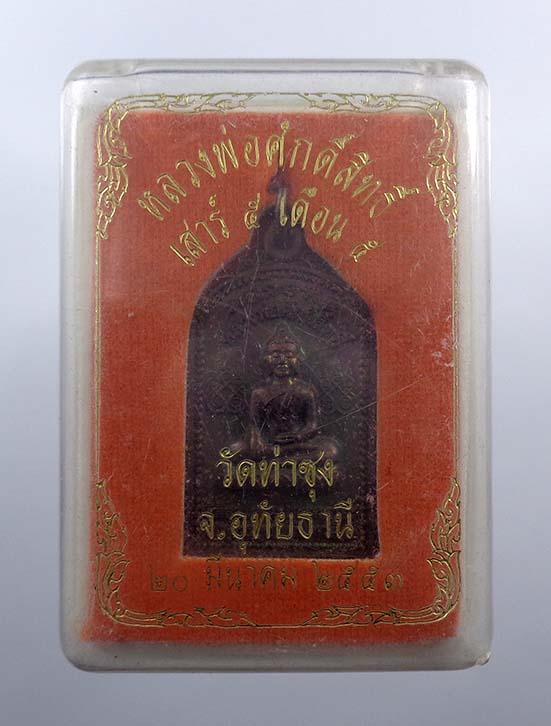 หลวงพ่อศักดิ์สิทธิ์
เสาร์ ๕ เดือน ๕
วัดท่าซุง
จ.อุทัยธานี
๒๐ มีนาคม ๒๕๕๓